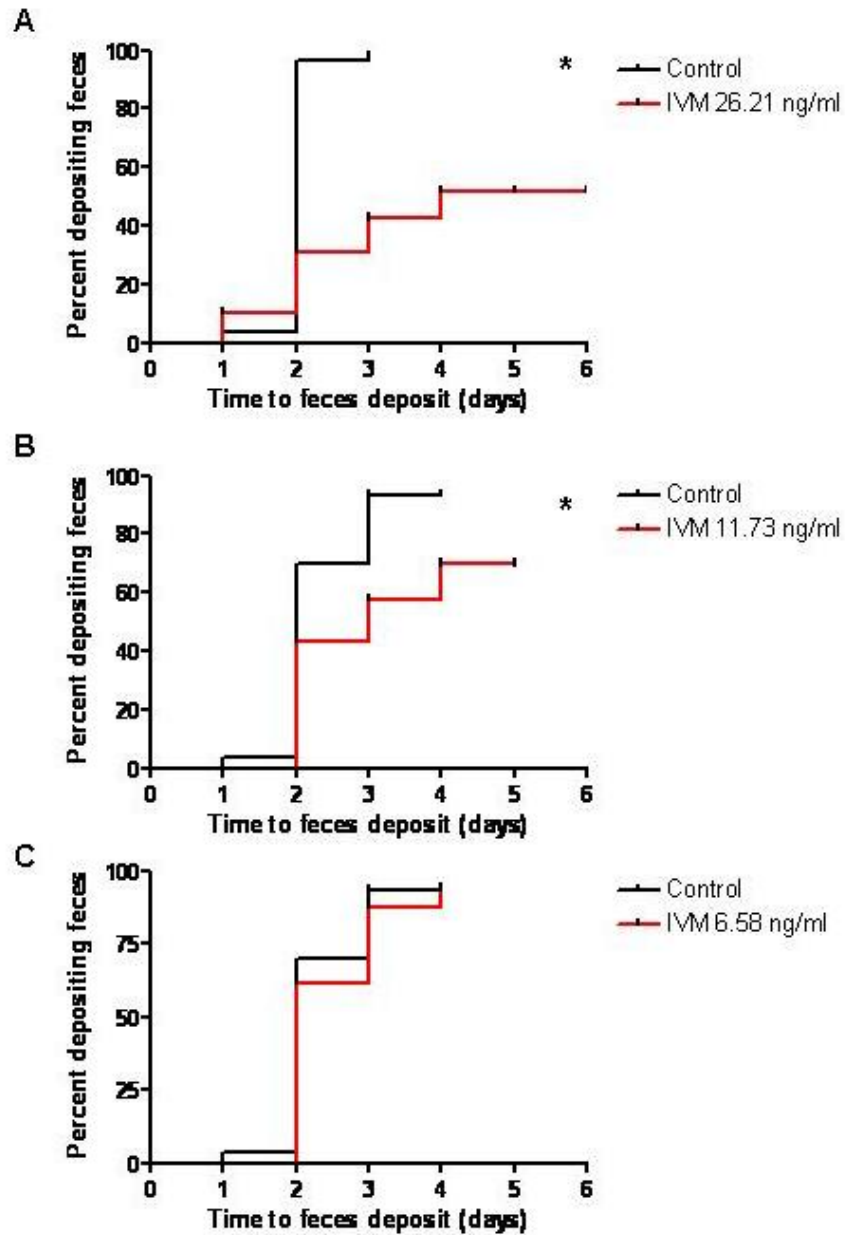 A
100
80
60
40
20
0
Percent depositing feces
0 1 2 3 4 5 6
Time to feces deposit (days)
*
Control
IVM 26.21 ng/ml
B
100
80
60
40
20
0
Percent depositing feces
0 1 2 3 4 5 6
Time to feces deposit (days)
*
Control
IVM 11.73 ng/ml
C
100
75
50
25
0
Percent depositing feces
0 1 2 3 4 5 6
Time to feces deposit (days)
Control
IVM 6.58 ng/ml